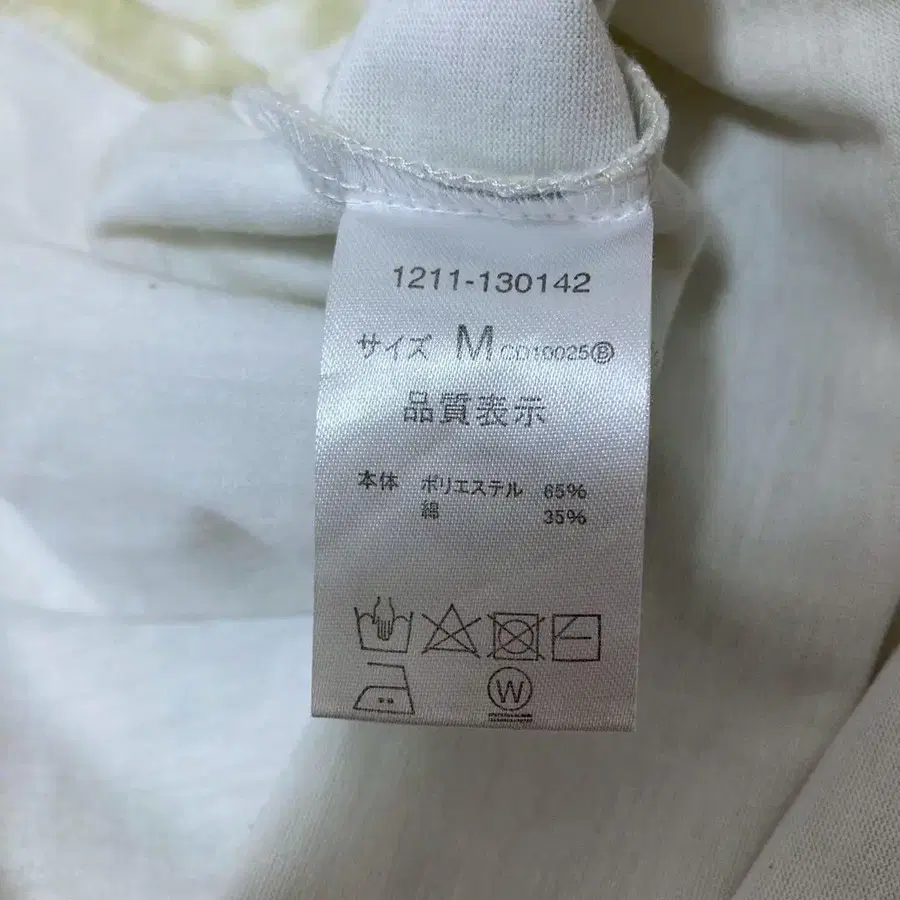 1211-130142
サイズ M CD10025Ⓑ
品質表示
本体 ポリエステル 65%
綿 35%
W